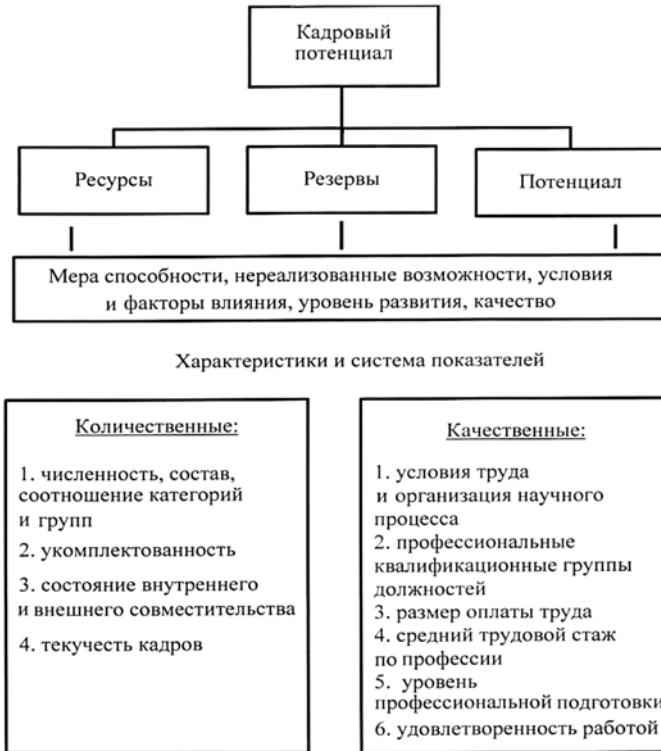 Кадровый
потенциал
Ресурсы
Резервы
Потенциал
Мера способности, нереализованные возможности, условия
и факторы влияния, уровень развития, качество
Характеристики и система показателей
Количественные:
1. численность, состав,
соотношение категорий
и групп
2. укомплектованность
3. состояние внутреннего
и внешнего совместительства
4. текучесть кадров
Качественные:
1. условия труда
и организация научного
процесса
2. профессиональные
квалификационные группы
должностей
3. размер оплаты труда
4. средний трудовой стаж
по профессии
5. уровень
профессиональной подготовки
6. удовлетворенность работой